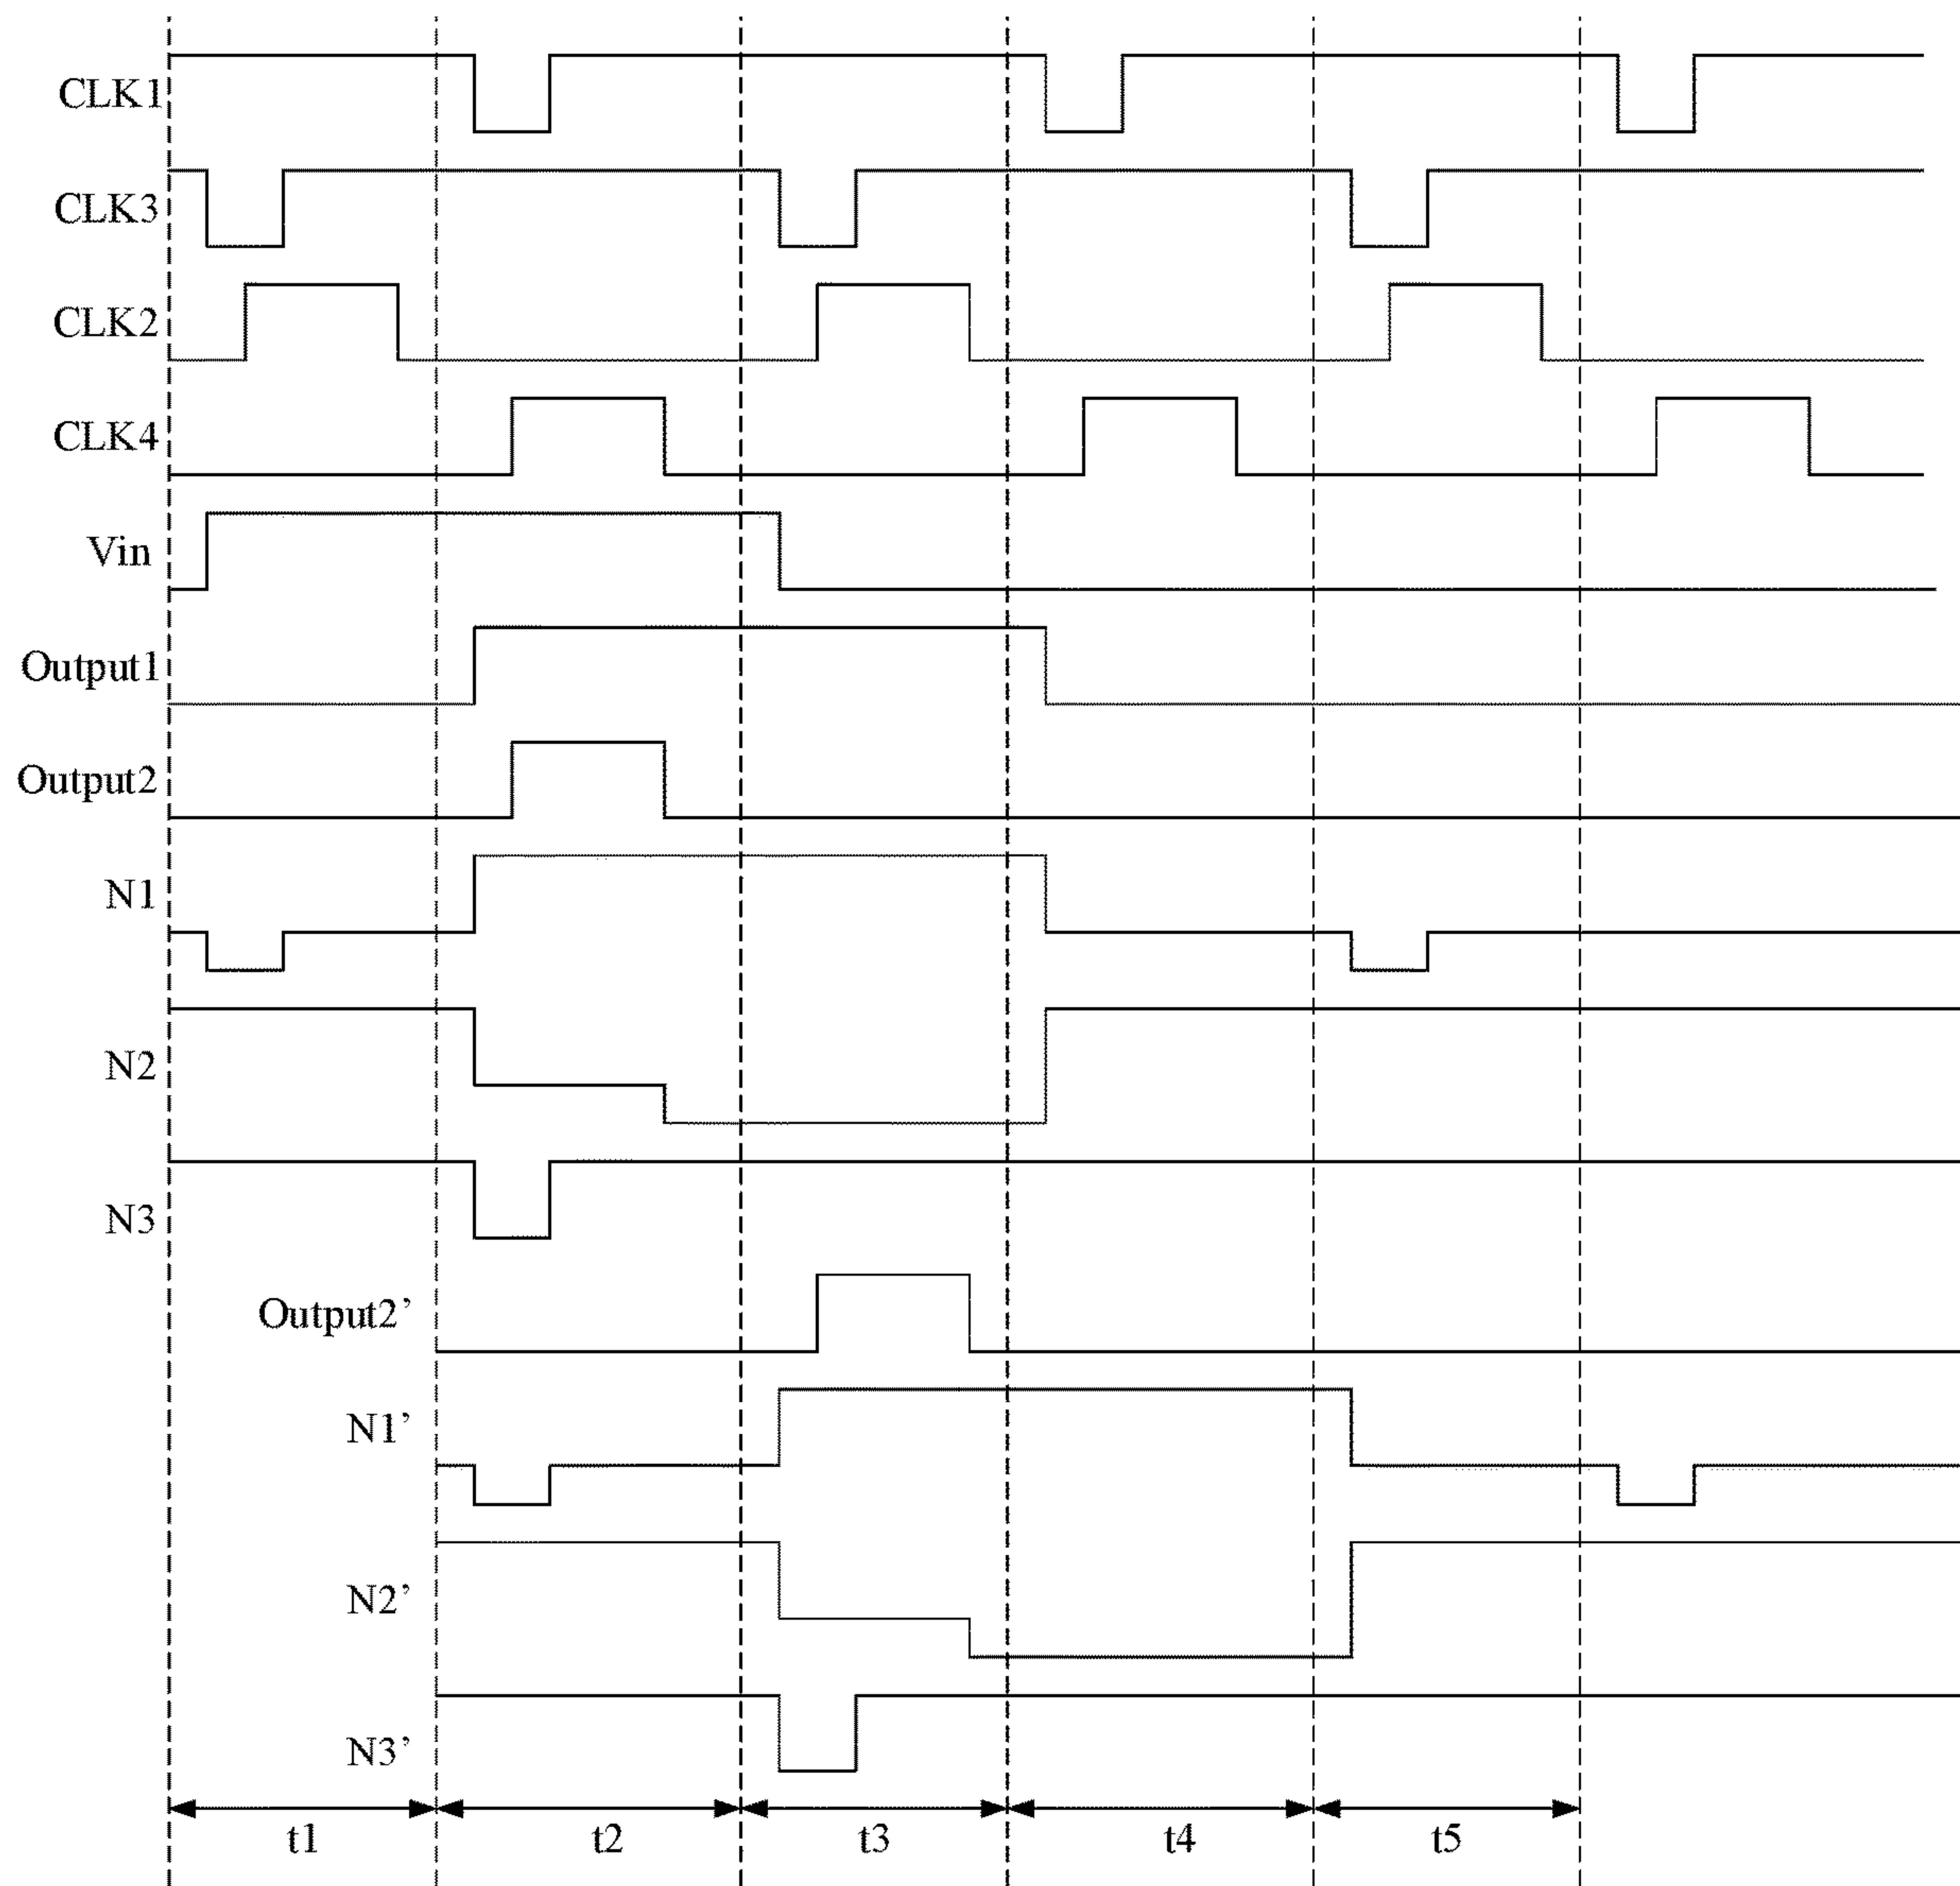 CLK1
CLK3
CLK2
CLK4
Vin
Output1
Output2
N1
N2
N3
Output2’
N1’
N2’
N3’
t1 t2 t3 t4 t5